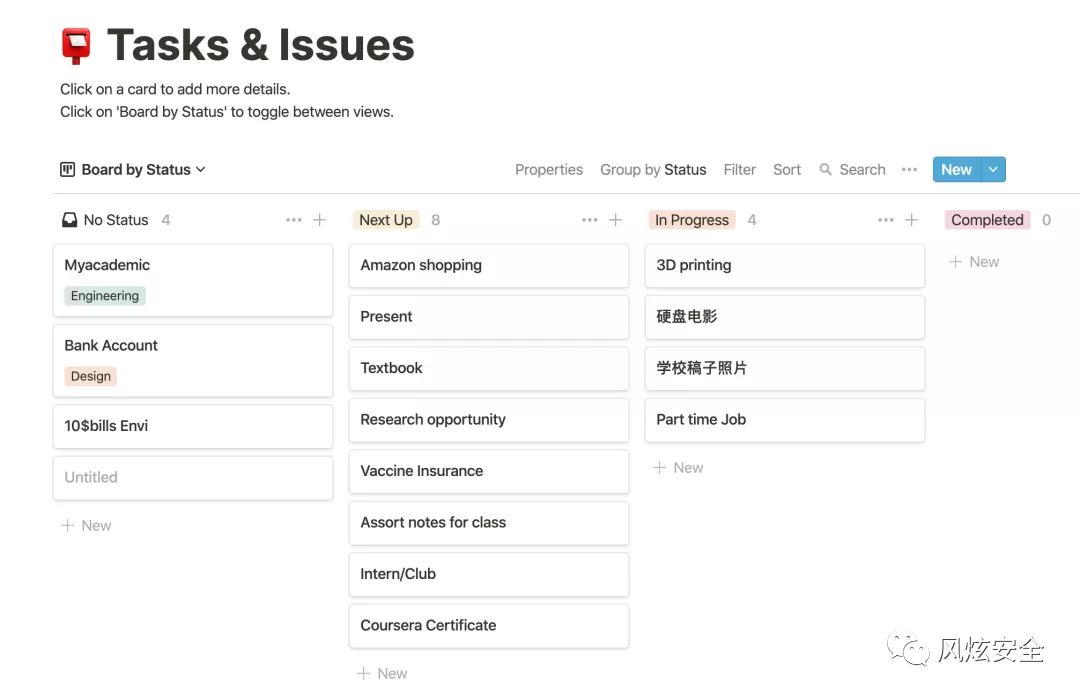 Tasks & Issues
Click on a card to add more details.
Click on 'Board by Status' to toggle between views.
Board by Status
Properties Group by Status Filter Sort Search ... New
No Status 4
Myacademic
Engineering
Bank Account
Design
10$bills Envi
Untitled
+ New
Next Up 8
Amazon shopping
Present
Textbook
Research opportunity
Vaccine Insurance
Assort notes for class
Intern/Club
Coursera Certificate
+ New
In Progress 4
3D printing
硬盘电影
学校稿子照片
Part time Job
+ New
Completed 0
+ New
风炫安全